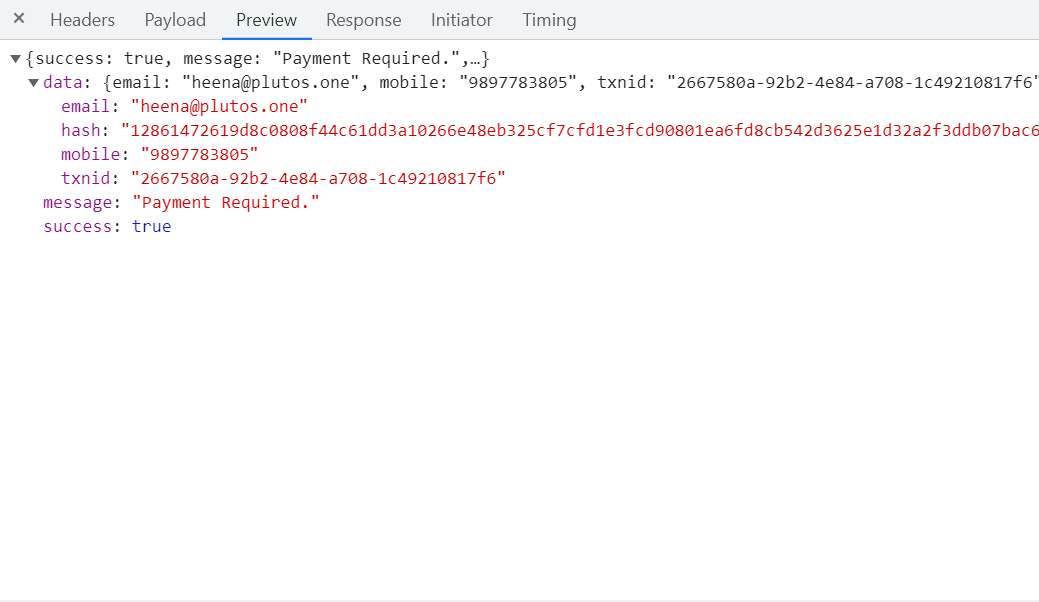 × Headers Payload Preview Response Initiator Timing
▼{success: true, message: "Payment Required.",…}
▼data: {email: "heena@plutos.one", mobile: "9897783805", txnid: "2667580a-92b2-4e84-a708-1c49210817f6"
email: "heena@plutos.one"
hash: "12861472619d8c0808f44c61dd3a10266e48eb325cf7cfd1e3fcd90801ea6fd8cb542d3625e1d32a2f3ddb07bac6
mobile: "9897783805"
txnid: "2667580a-92b2-4e84-a708-1c49210817f6"
message: "Payment Required."
success: true